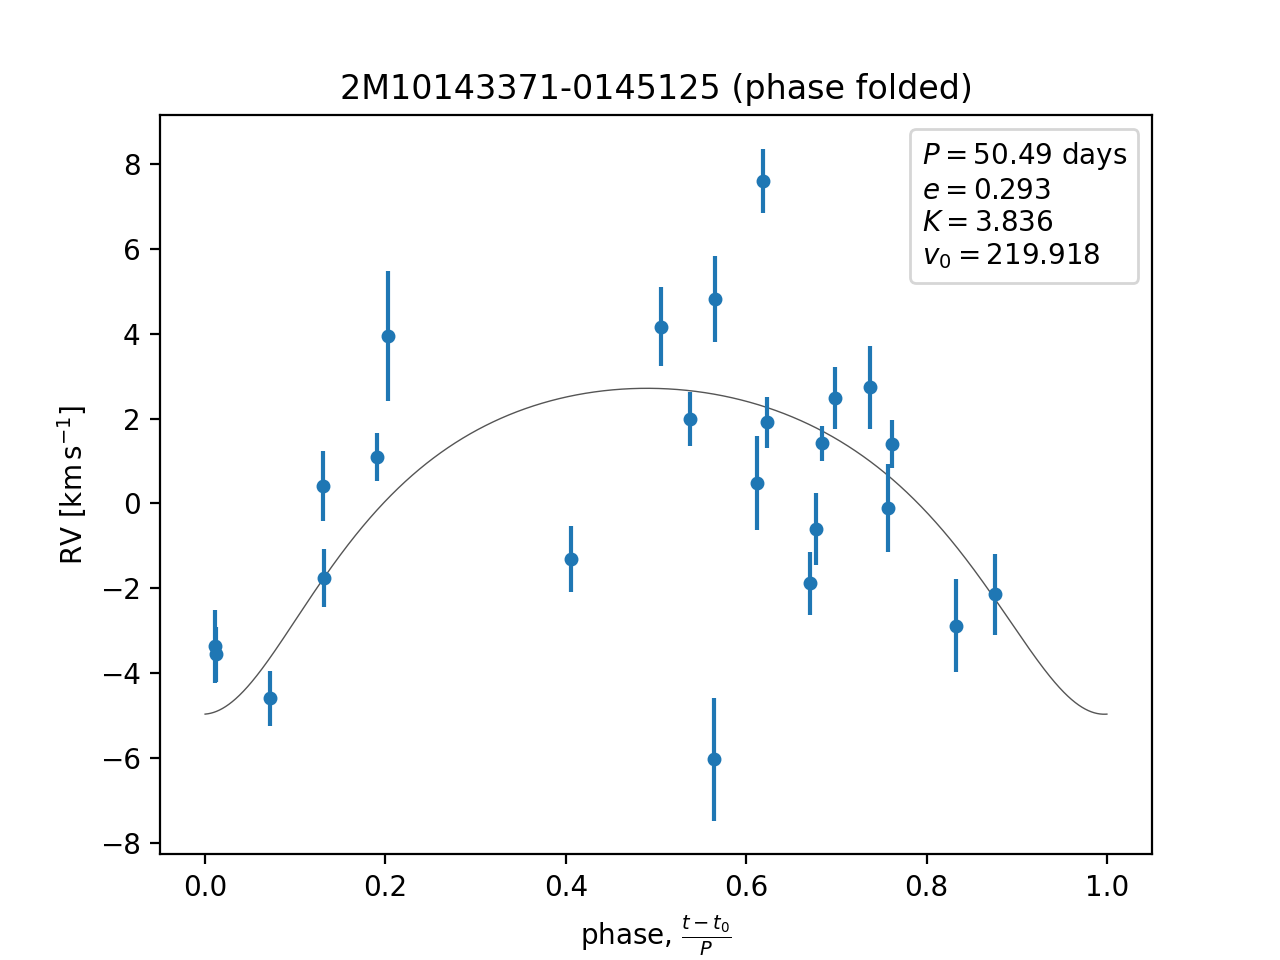 2M10143371-0145125 (phase folded)
P = 50.49 days
e = 0.293
K = 3.836
v₀ = 219.918
8
6
4
2
0
−2
−4
−6
−8
RV [km s⁻¹]
0.0 0.2 0.4 0.6 0.8 1.0
phase, (t − t₀)/P